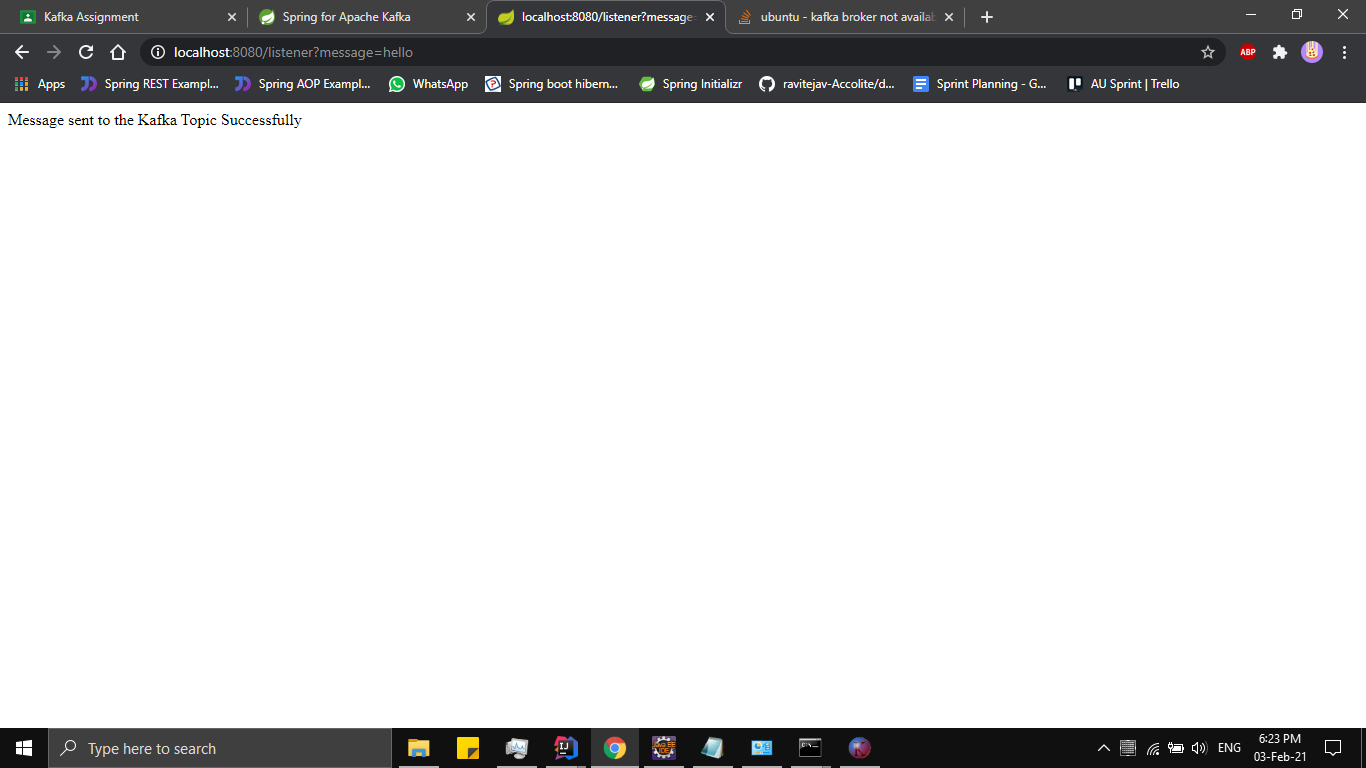 Kafka Assignment
Spring for Apache Kafka
localhost:8080/listener?message=
ubuntu - kafka broker not availab
localhost:8080/listener?message=hello
ABP
Apps
Spring REST Exampl...
Spring AOP Exampl...
WhatsApp
Spring boot hibern...
Spring Initializr
ravitejav-Accolite/d...
Sprint Planning - G...
AU Sprint | Trello
Message sent to the Kafka Topic Successfully
Type here to search
IJ
ENG
6:23 PM
03-Feb-21